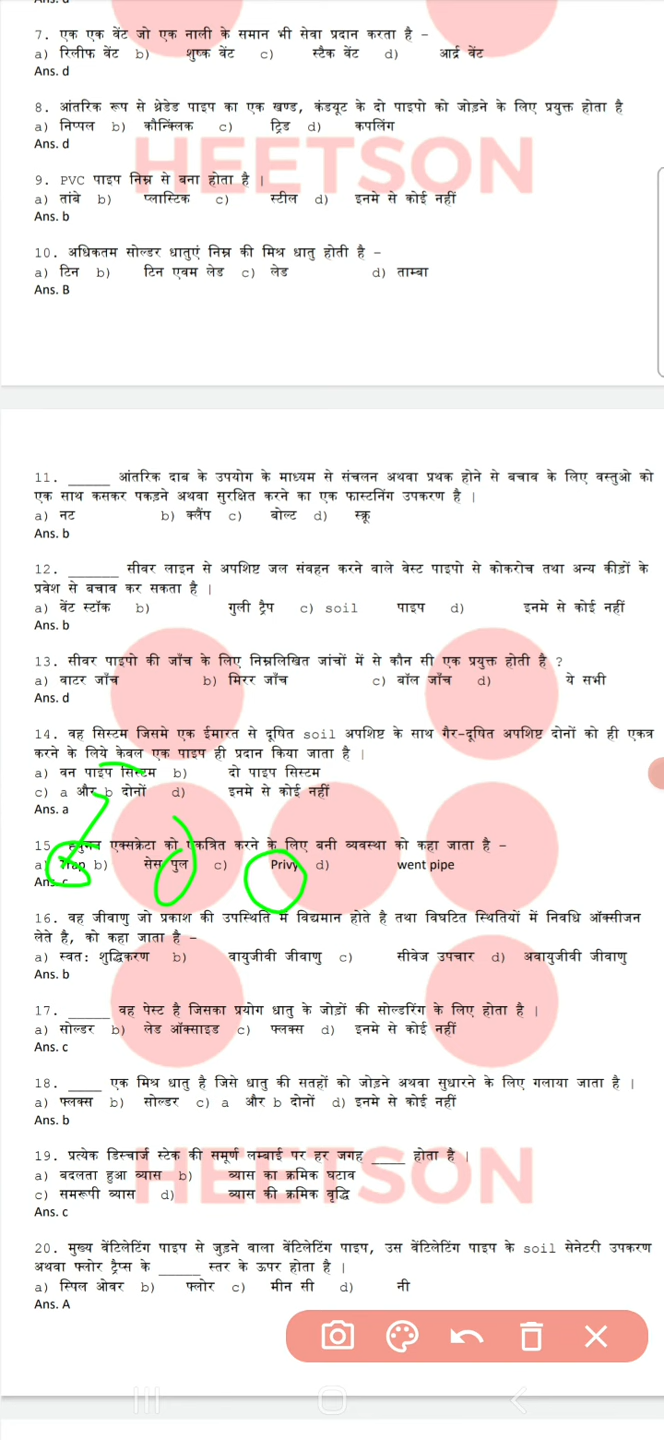 7. एक एक वेंट जो एक नाली के समान भी सेवा प्रदान करता है -
a) रिलीफ वेंट b) शुष्क वेंट c) स्टैक वेंट d) आर्द्र वेंट
Ans. d
8. आंतरिक रूप से थ्रेडेड पाइप का एक खण्ड, कंडयूट के दो पाइपो को जोड़ने के लिए प्रयुक्त होता है
a) निप्पल b) कौन्क्लिक c) ट्रिड d) कपलिंग
Ans. d
HEETSON
9. PVC पाइप निम्न से बना होता है |
a) तांबे b) प्लास्टिक c) स्टील d) इनमे से कोई नहीं
Ans. b
10. अधिकतम सोल्डर धातुएं निम्न की मिश्र धातु होती है -
a) टिन b) टिन एवम लेड c) लेड d) ताम्बा
Ans. B
11. _____ आंतरिक दाब के उपयोग के माध्यम से संचलन अथवा प्रथक होने से बचाव के लिए वस्तुओ को
एक साथ कसकर पकड़ने अथवा सुरक्षित करने का एक फास्टनिंग उपकरण है |
a) नट b) क्लैंप c) बोल्ट d) स्क्रू
Ans. b
12. ______ सीवर लाइन से अपशिष्ट जल संवहन करने वाले वेस्ट पाइपो से कोकरोच तथा अन्य कीड़ों के
प्रवेश से बचाव कर सकता है |
a) वेंट स्टॉक b) गुली ट्रैप c) soil पाइप d) इनमे से कोई नहीं
Ans. b
13. सीवर पाइपो की जाँच के लिए निम्नलिखित जांचों में से कौन सी एक प्रयुक्त होती है ?
a) वाटर जाँच b) मिरर जाँच c) बॉल जाँच d) ये सभी
Ans. d
14. वह सिस्टम जिसमे एक ईमारत से दूषित soil अपशिष्ट के साथ गैर-दूषित अपशिष्ट दोनों को ही एकत्र
करने के लिये केवल एक पाइप ही प्रदान किया जाता है |
a) वन पाईप सिस्टम b) दो पाइप सिस्टम
c) a और b दोनों d) इनमे से कोई नहीं
Ans. a
15. एक्सक्रेटा को एकत्रित करने के लिए बनी व्यवस्था को कहा जाता है -
a) Trap b) सेस पुल c) Privy d) went pipe
Ans. c
16. वह जीवाणु जो प्रकाश की उपस्थिति में विद्यमान होते है तथा विघटित स्थितियों में निवधि ऑक्सीजन
लेते है, को कहा जाता है -
a) स्वत: शुद्धिकरण b) वायुजीवी जीवाणु c) सीवेज उपचार d) अवायुजीवी जीवाणु
Ans. b
17. _____ वह पेस्ट है जिसका प्रयोग धातु के जोड़ों की सोल्डरिंग के लिए होता है |
a) सोल्डर b) लेड ऑक्साइड c) फ्लक्स d) इनमे से कोई नहीं
Ans. c
18. ____ एक मिश्र धातु है जिसे धातु की सतहों को जोड़ने अथवा सुधारने के लिए गलाया जाता है |
a) फ्लक्स b) सोल्डर c) a और b दोनों d) इनमे से कोई नहीं
Ans. b
19. प्रत्येक डिस्चार्ज स्टेक की समूर्ण लम्बाई पर हर जगह ____ होता है |
a) बदलता हुआ व्यास b) व्यास का क्रमिक घटाव
HEETSON
c) समरूपी व्यास d) व्यास की क्रमिक वृद्धि
Ans. c
20. मुख्य वेंटिलेटिंग पाइप से जुड़ने वाला वेंटिलेटिंग पाइप, उस वेंटिलेटिंग पाइप के soil सेनेटरी उपकरण
अथवा फ्लोर ट्रैप्स के _____ स्तर के ऊपर होता है |
a) स्पिल ओवर b) फ्लोर c) मीन सी d) नी
Ans. A